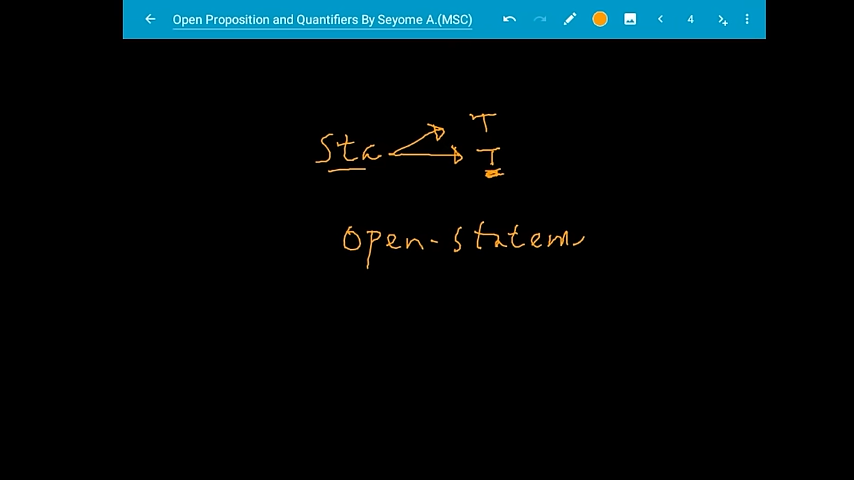 Open Proposition and Quantifiers By Seyome A.(MSC)
4
Sta
T
T
open-statem